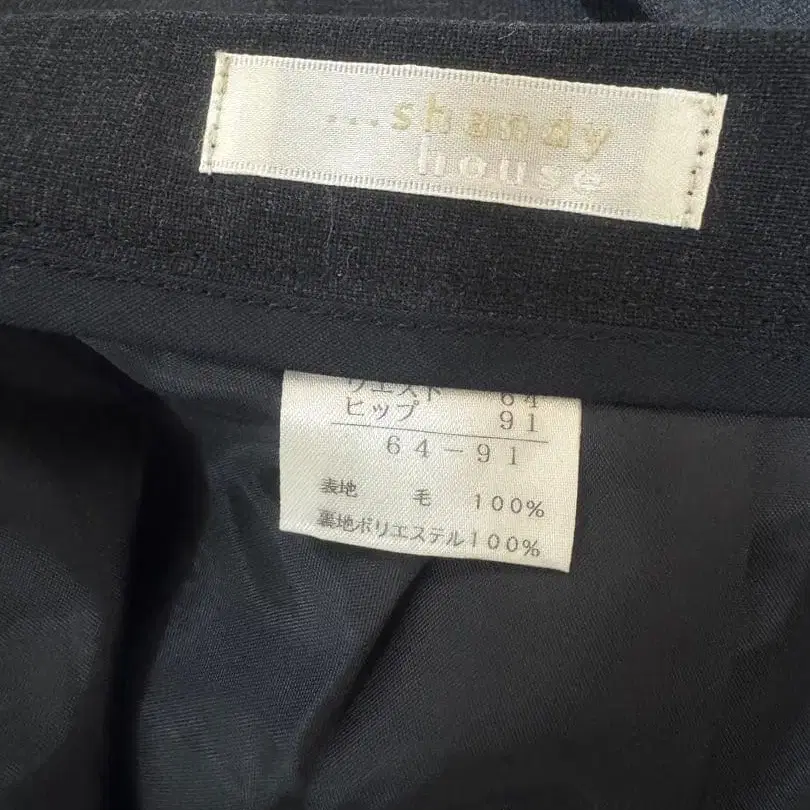 ...shandy
house
ウエスト 64
ヒップ 91
64-91
表地 毛 100%
裏地ポリエステル100%